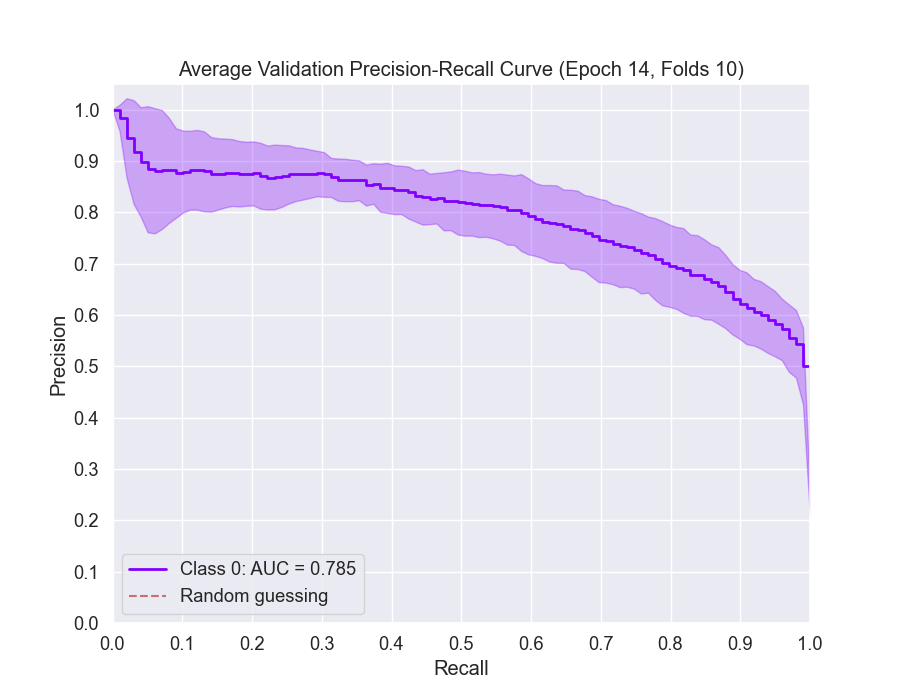 Average Validation Precision-Recall Curve (Epoch 14, Folds 10)
Precision
1.0
0.9
0.8
0.7
0.6
0.5
0.4
0.3
0.2
0.1
0.0
Class 0: AUC = 0.785
Random guessing
0.0 0.1 0.2 0.3 0.4 0.5 0.6 0.7 0.8 0.9 1.0
Recall